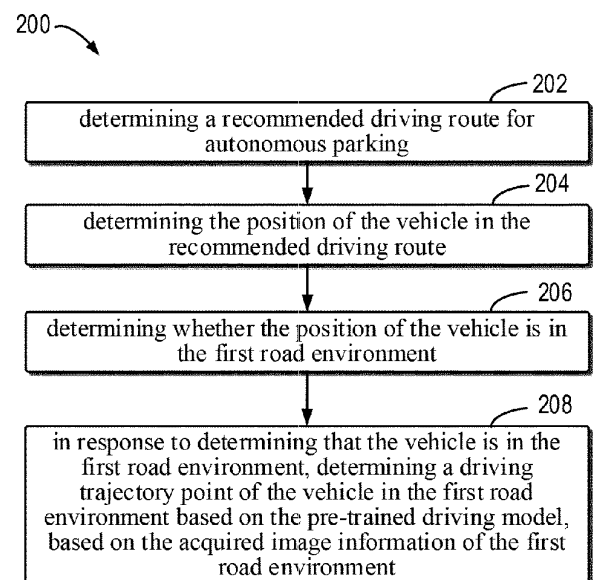 200
202
determining a recommended driving route for
autonomous parking
204
determining the position of the vehicle in the
recommended driving route
206
determining whether the position of the vehicle is in
the first road environment
208
in response to determining that the vehicle is in the
first road environment, determining a driving
trajectory point of the vehicle in the first road
environment based on the pre-trained driving model,
based on the acquired image information of the first
road environment